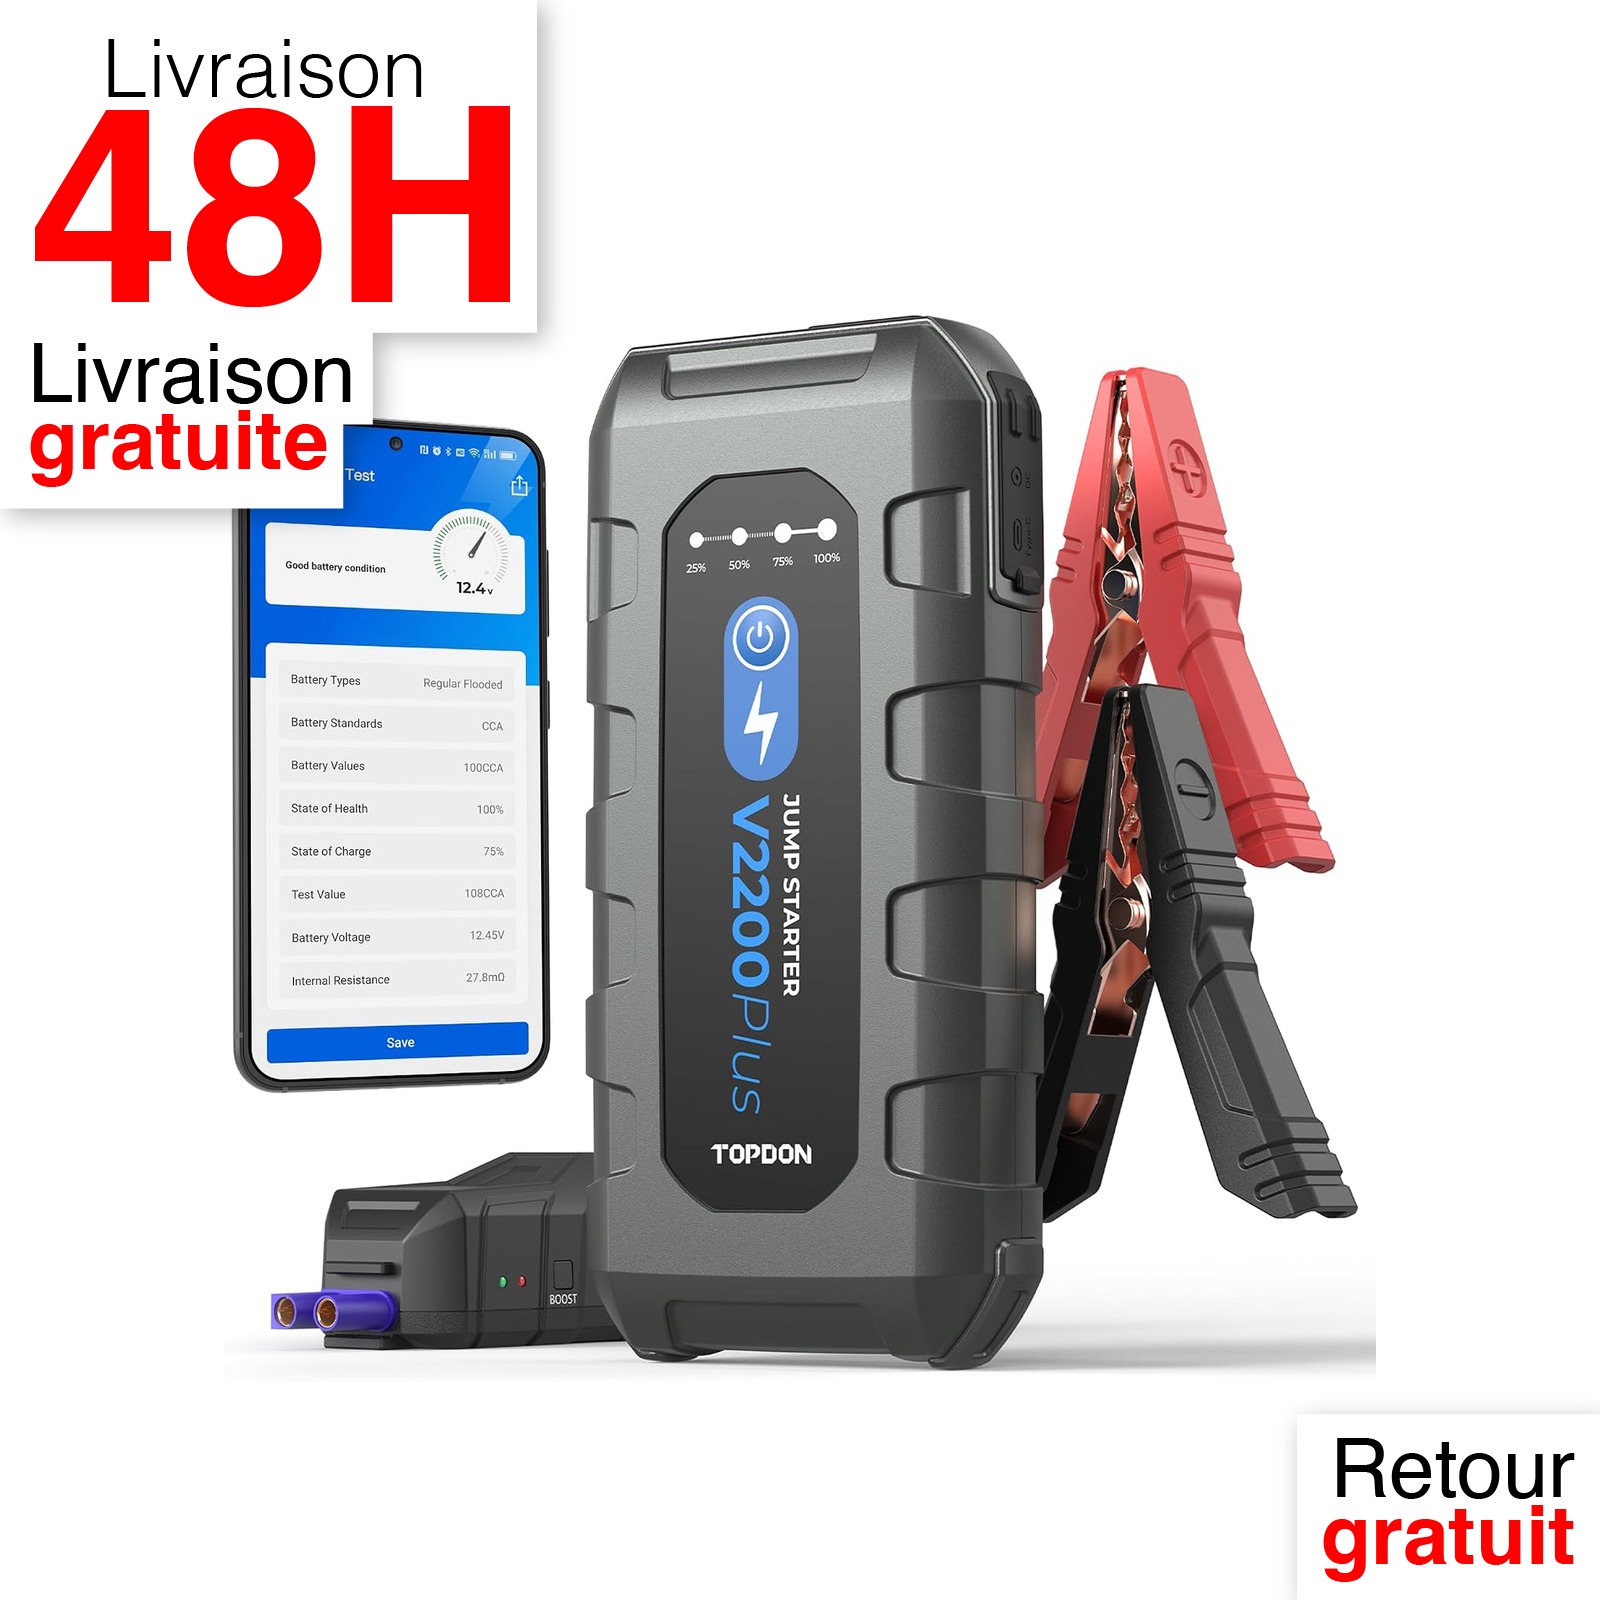 Livraison
48H
Livraison
gratuite
Test
Good battery condition
12.4v
Battery Types Regular Flooded
Battery Standards CCA
Battery Values 100CCA
State of Health 100%
State of Charge 75%
Test Value 108CCA
Battery Voltage 12.45V
Internal Resistance 27.8mΩ
Save
25% 50% 75% 100%
JUMP STARTER
V2200Plus
TOPDON
DC
Type-C
BOOST
Retour
gratuit